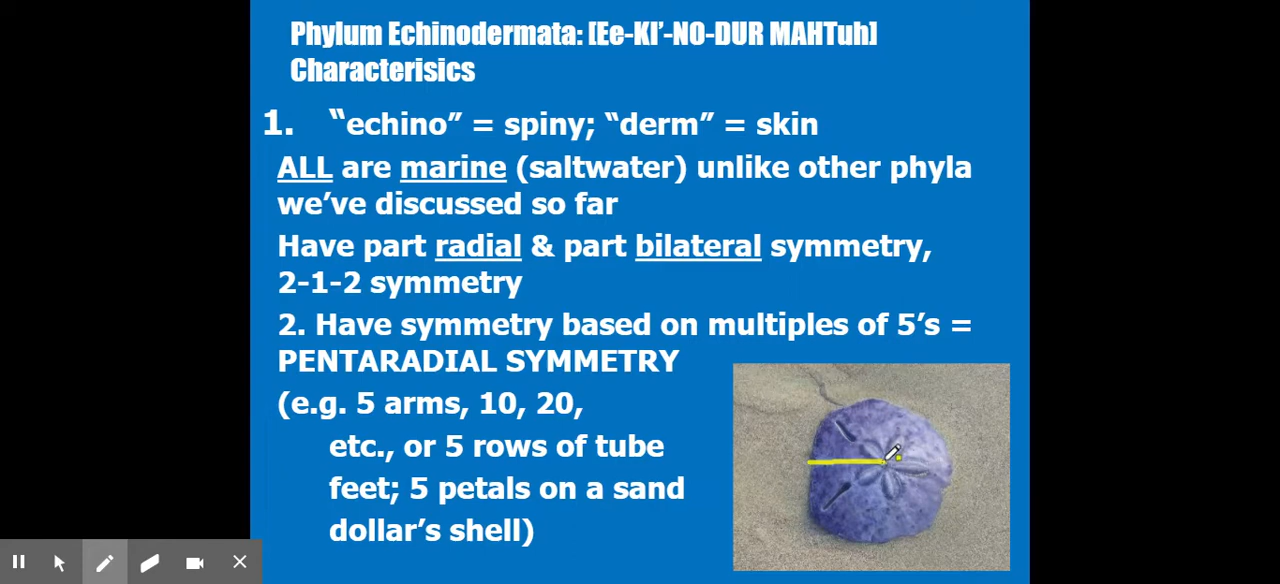 Phylum Echinodermata: [Ee-KI’-NO-DUR MAHTuh]
Characterisics
1. “echino” = spiny; “derm” = skin
ALL are marine (saltwater) unlike other phyla
we’ve discussed so far
Have part radial & part bilateral symmetry,
2-1-2 symmetry
2. Have symmetry based on multiples of 5’s =
PENTARADIAL SYMMETRY
(e.g. 5 arms, 10, 20,
etc., or 5 rows of tube
feet; 5 petals on a sand
dollar’s shell)